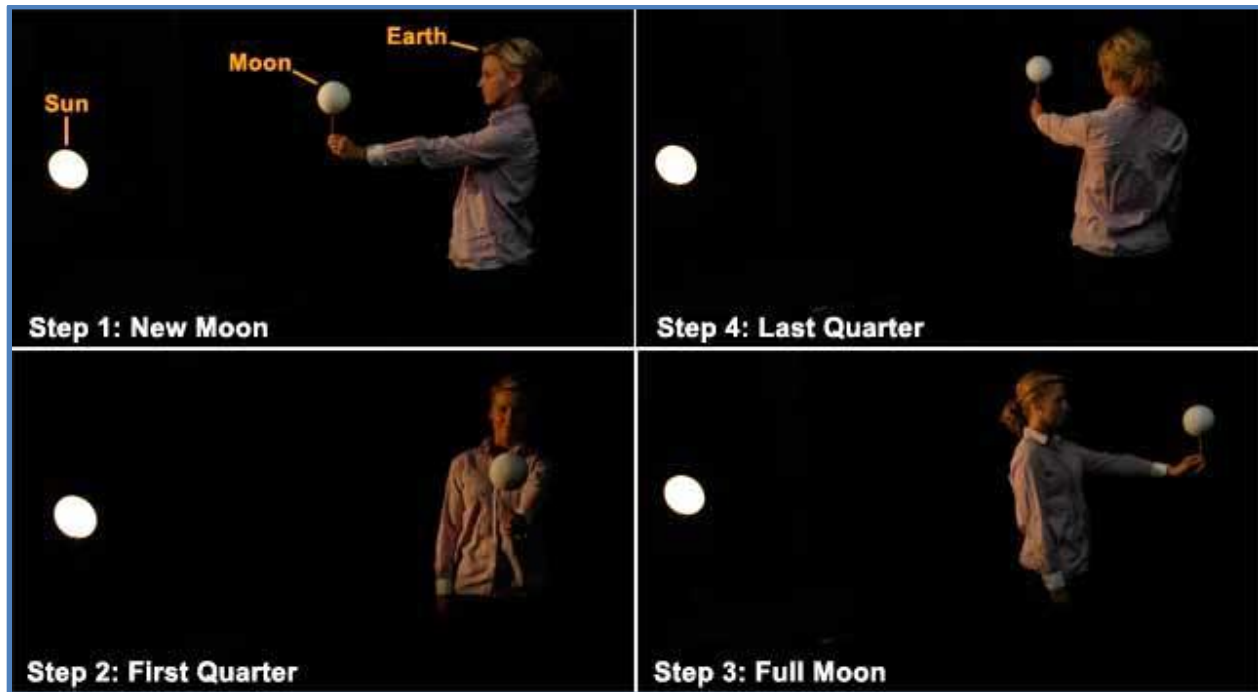 Earth
Moon
Sun
Step 1: New Moon
Step 4: Last Quarter
Step 2: First Quarter
Step 3: Full Moon